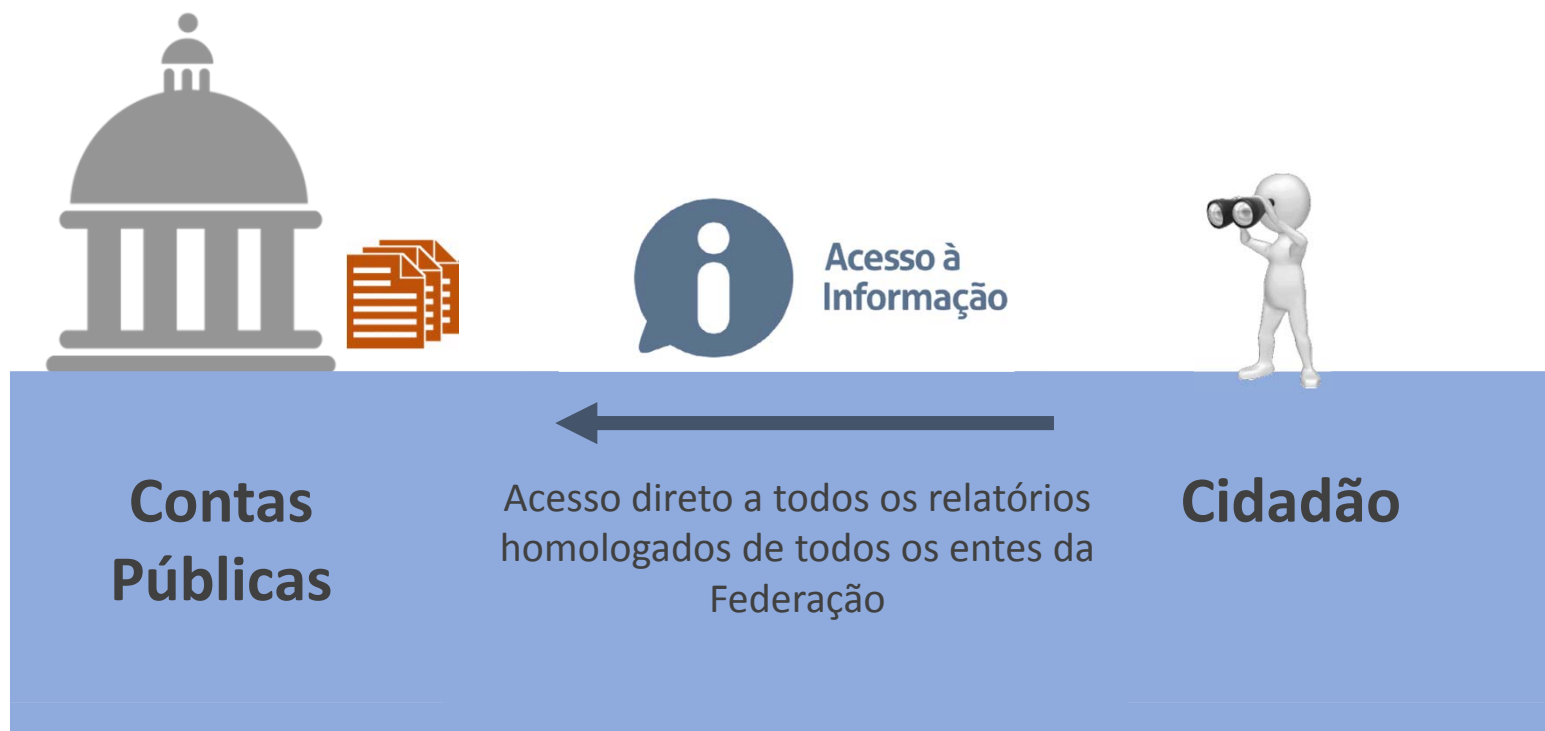 Acesso à
Informação
Contas
Públicas
Acesso direto a todos os relatórios
homologados de todos os entes da
Federação
Cidadão